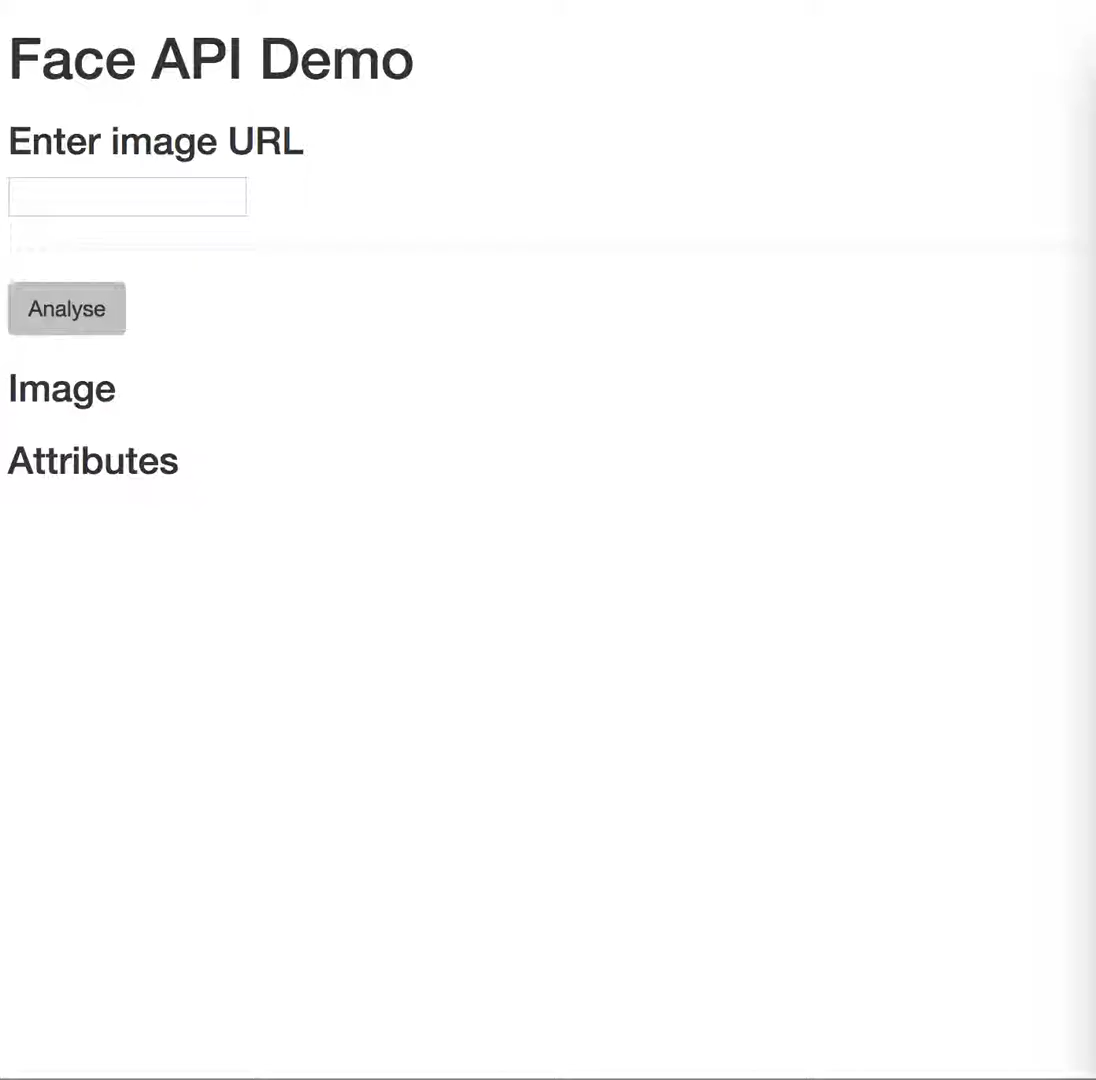 Face API Demo
Enter image URL
Analyse
Image
Attributes